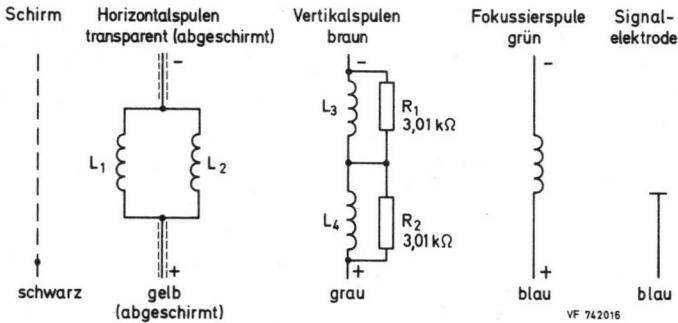 Schirm
Horizontalspulen
transparent (abgeschirmt)
Vertikalspulen
braun
Fokussierspule
grün
Signal-
elektrode
−
−
−
L1
L2
L3
R1
3,01 kΩ
L4
R2
3,01 kΩ
+
+
+
schwarz
gelb
(abgeschirmt)
grau
blau
blau
VF 742016